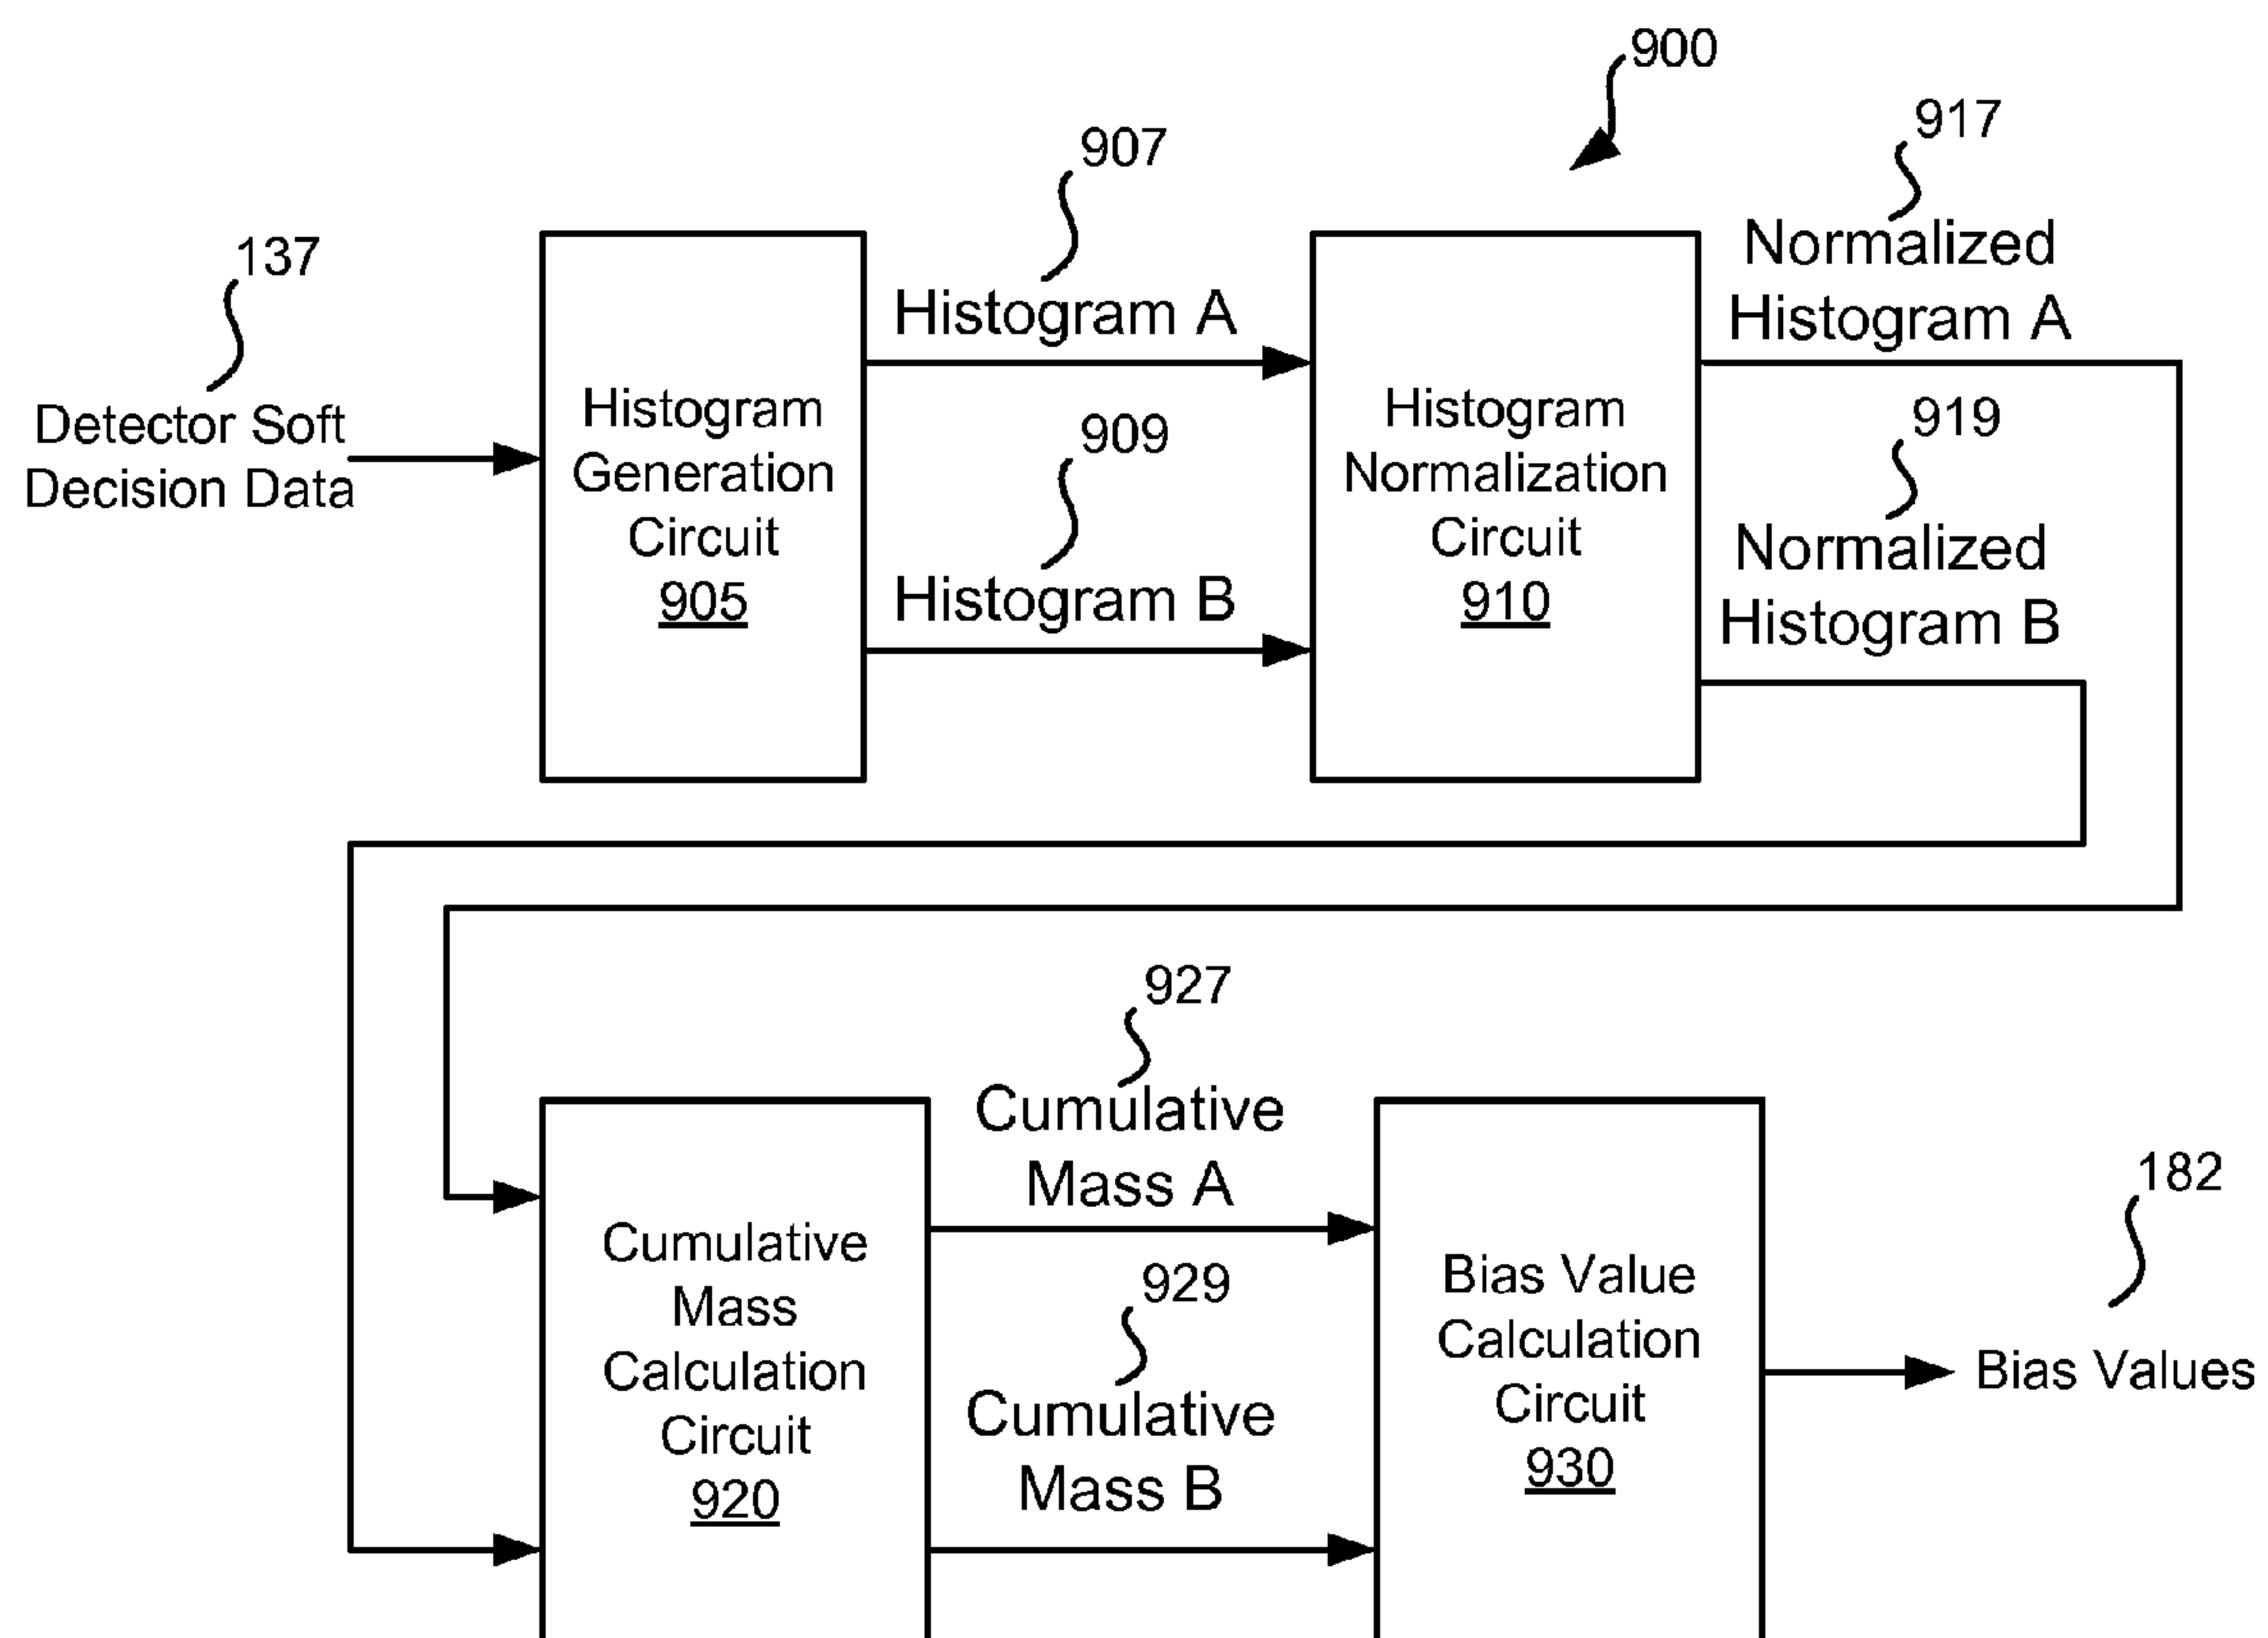 900
907
917
137
Normalized
Histogram A
Histogram A
Detector Soft
Decision Data
Histogram
Generation
Circuit
905
909
Histogram B
Histogram
Normalization
Circuit
910
919
Normalized
Histogram B
927
Cumulative
Mass A
Cumulative
Mass
Calculation
Circuit
920
929
Cumulative
Mass B
Bias Value
Calculation
Circuit
930
182
Bias Values